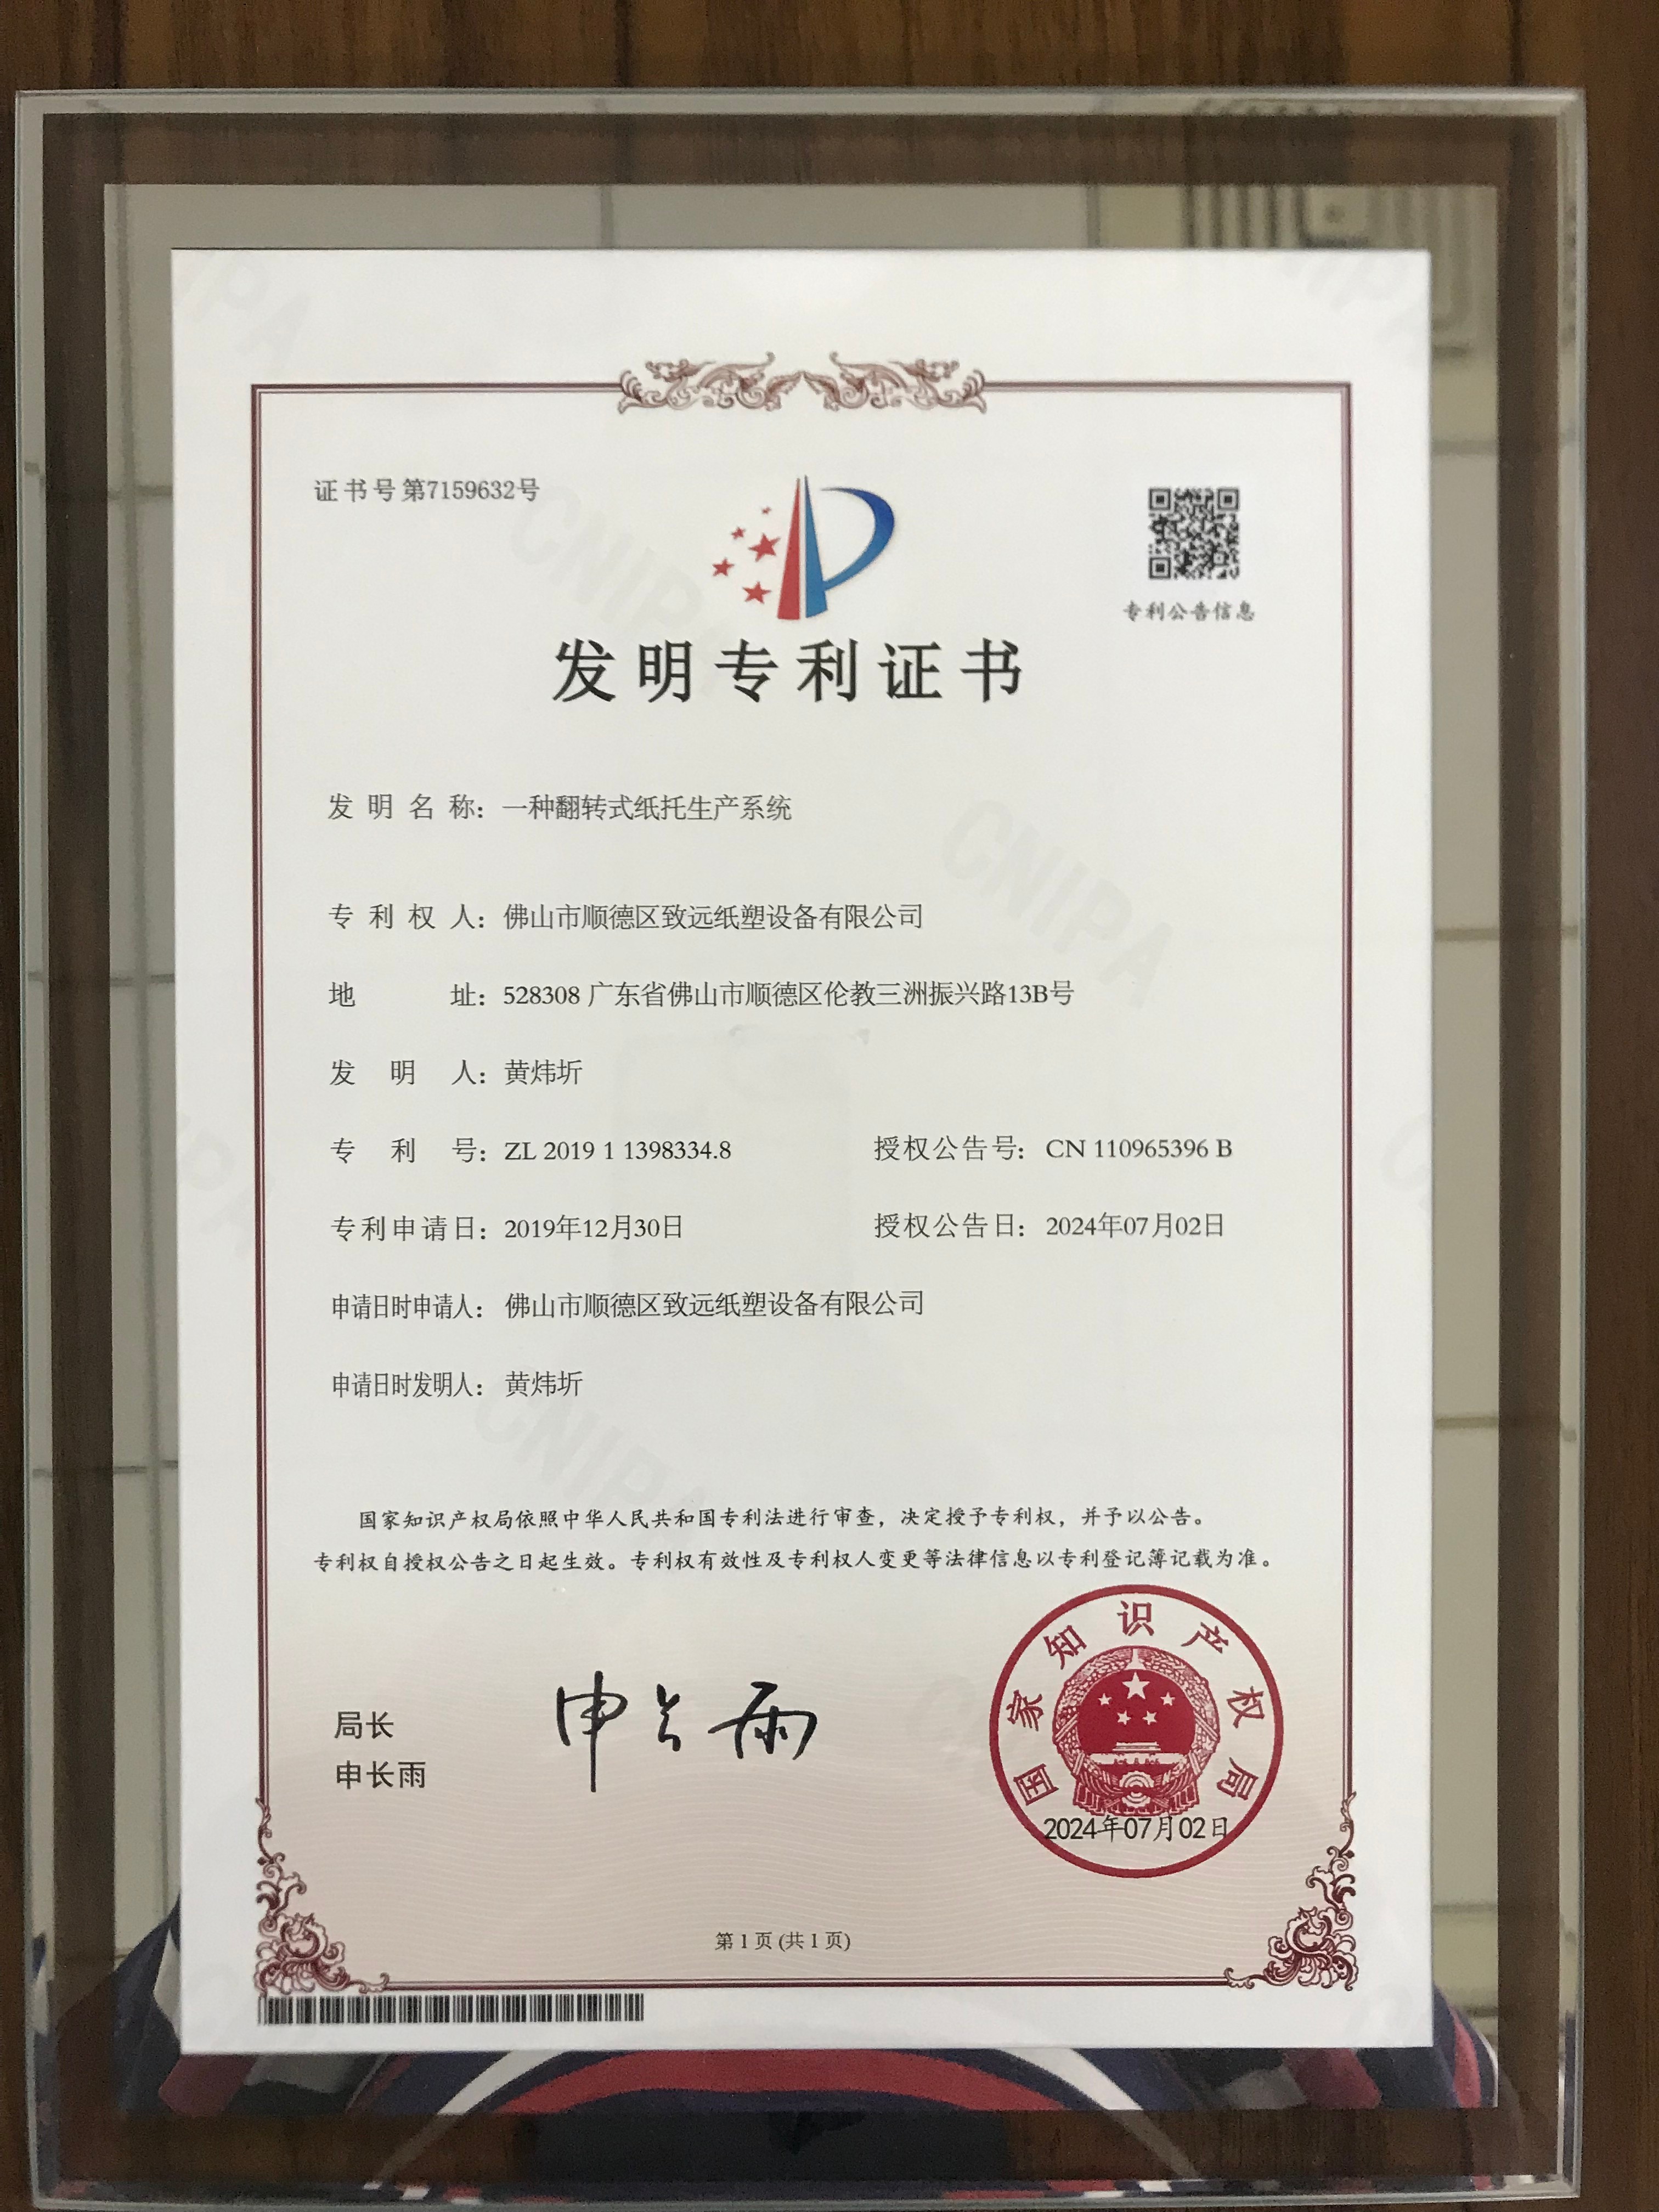 证书号第7159632号
专利公告信息
发明专利证书
发明名称：一种翻转式纸托生产系统
专利权人：佛山市顺德区致远纸塑设备有限公司
地址：528308 广东省佛山市顺德区伦教三洲振兴路13B号
发明人：黄炜圻
专利号：ZL 2019 1 1398334.8 授权公告号：CN 110965396 B
专利申请日：2019年12月30日 授权公告日：2024年07月02日
申请日时申请人：佛山市顺德区致远纸塑设备有限公司
申请日时发明人：黄炜圻
国家知识产权局依照中华人民共和国专利法进行审查，决定授予专利权，并予以公告。
专利权自授权公告之日起生效。专利权有效性及专利权人变更等法律信息以专利登记簿记载为准。
局长
申长雨
申长雨
国家知识产权局
2024年07月02日
第 1 页 (共 1 页)
CNIPA
CNIPA
CNIPA